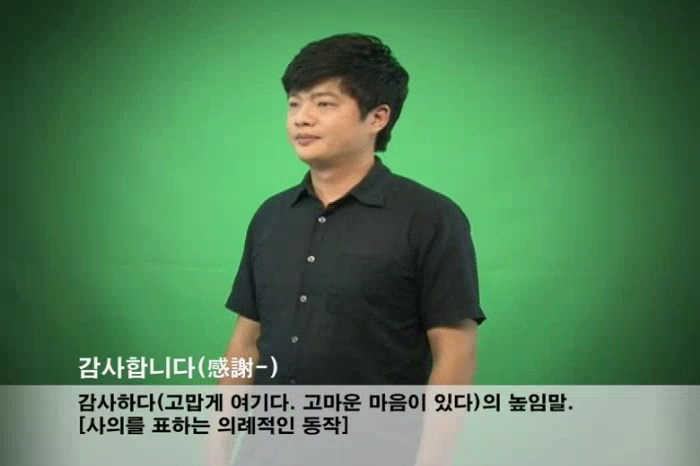 감사합니다(感謝-)
감사하다(고맙게 여기다. 고마운 마음이 있다)의 높임말.
[사의를 표하는 의례적인 동작]